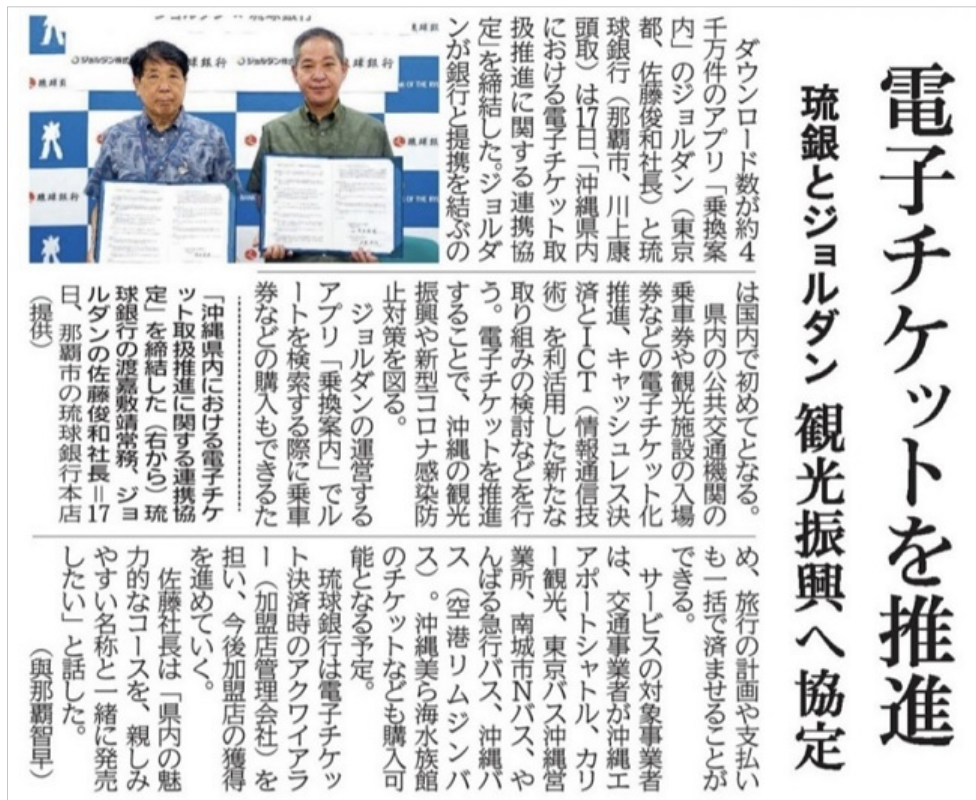 電子チケットを推進
琉銀とジョルダン 観光振興へ協定
ダウンロード数が約４
千万件のアプリ「乗換案
内」のジョルダン（東京
都、佐藤俊和社長）と琉
球銀行（那覇市、川上康
頭取）は17日、「沖縄県内
における電子チケット取
扱推進に関する連携協
定」を締結した。ジョルダ
ンが銀行と提携を結ぶの
は国内で初めてとなる。
県内の公共交通機関の
乗車券や観光施設の入場
券などの電子チケット化
推進、キャッシュレス決
済とＩＣＴ（情報通信技
術）を利活用した新たな
取り組みの検討などを行
う。電子チケットを推進
することで、沖縄の観光
振興や新型コロナ感染防
止対策を図る。
ジョルダンの運営する
アプリ「乗換案内」でル
ートを検索する際に乗車
券などの購入もできるた
め、旅行の計画や支払い
も一括で済ませることが
できる。
サービスの対象事業者
は、交通事業者が沖縄エ
アポートシャトル、カリ
ー観光、東京バス沖縄営
業所、南城市Nバス、や
んばる急行バス、沖縄バ
ス（空港リムジンバ
ス）。沖縄美ら海水族館
のチケットなども購入可
能となる予定。
琉球銀行は電子チケッ
ト決済時のアクワイアラ
ー（加盟店管理会社）を
担い、今後加盟店の獲得
を進めていく。
佐藤社長は「県内の魅
力的なコースを、親しみ
やすい名称と一緒に発売
したい」と話した。
（與那覇智早）
「沖縄県内における電子チケ
ット取扱推進に関する連携協
定」を締結した（右から）琉
球銀行の渡嘉敷靖常務、ジョ
ルダンの佐藤俊和社長＝17
日、那覇市の琉球銀行本店
（提供）
ジョルダン株式会社
琉球銀行
琉球銀行